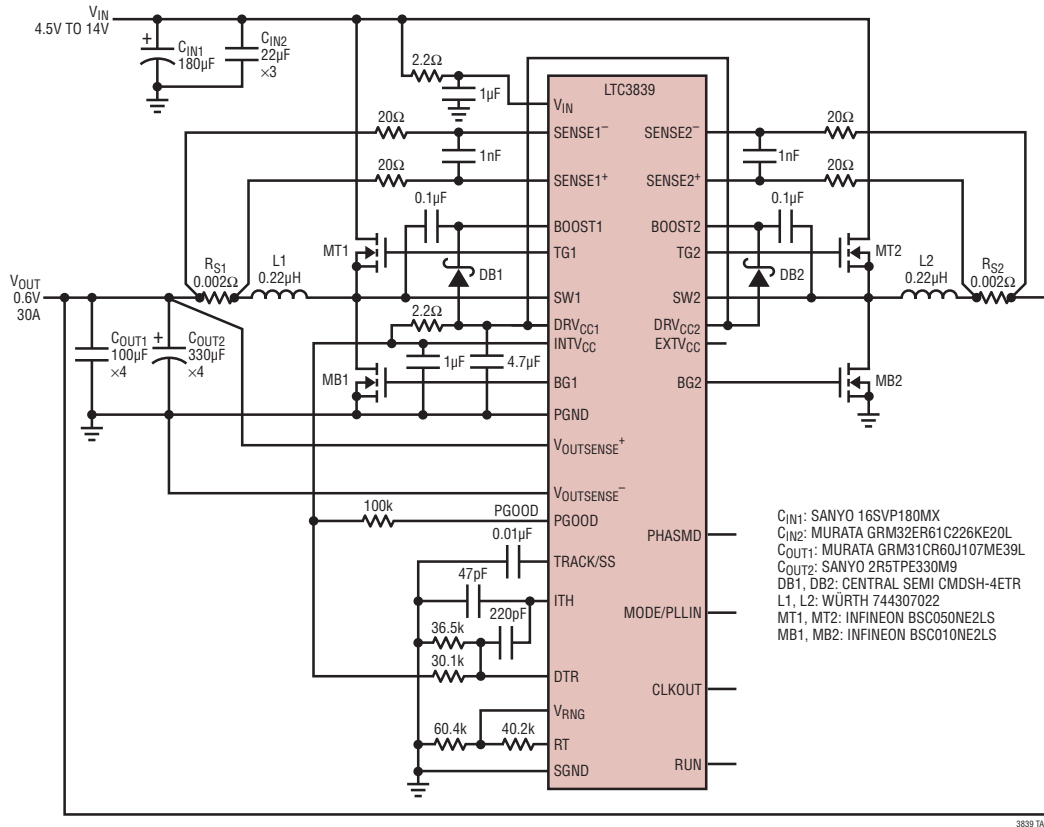 VIN
4.5V TO 14V
+
CIN1
180µF
CIN2
22µF
×3
2.2Ω
1µF
LTC3839
VIN
20Ω
SENSE1−
SENSE2−
20Ω
1nF
1nF
20Ω
SENSE1+
SENSE2+
20Ω
0.1µF
0.1µF
BOOST1
BOOST2
MT1
TG1
TG2
MT2
VOUT
0.6V
30A
RS1
0.002Ω
L1
0.22µH
DB1
DB2
L2
0.22µH
RS2
0.002Ω
SW1
SW2
2.2Ω
DRVCC1
DRVCC2
COUT1
100µF
×4
+
COUT2
330µF
×4
INTVCC
EXTVCC
1µF
4.7µF
MB1
BG1
BG2
MB2
PGND
VOUTSENSE+
VOUTSENSE−
100k
PGOOD
PGOOD
PHASMD
0.01µF
TRACK/SS
47pF
ITH
MODE/PLLIN
220pF
36.5k
30.1k
DTR
CLKOUT
VRNG
60.4k
40.2k
RT
RUN
SGND
CIN1: SANYO 16SVP180MX
CIN2: MURATA GRM32ER61C226KE20L
COUT1: MURATA GRM31CR60J107ME39L
COUT2: SANYO 2R5TPE330M9
DB1, DB2: CENTRAL SEMI CMDSH-4ETR
L1, L2: WÜRTH 744307022
MT1, MT2: INFINEON BSC050NE2LS
MB1, MB2: INFINEON BSC010NE2LS
3839 TA